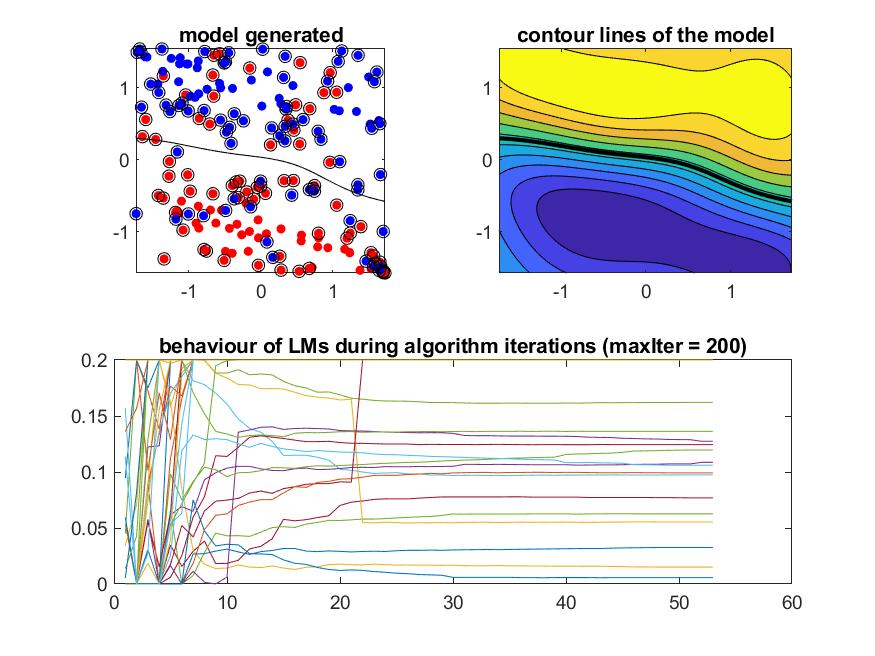 model generated
contour lines of the model
1
0
-1
-1 0 1
1
0
-1
-1 0 1
behaviour of LMs during algorithm iterations (maxIter = 200)
0.2
0.15
0.1
0.05
0
0 10 20 30 40 50 60